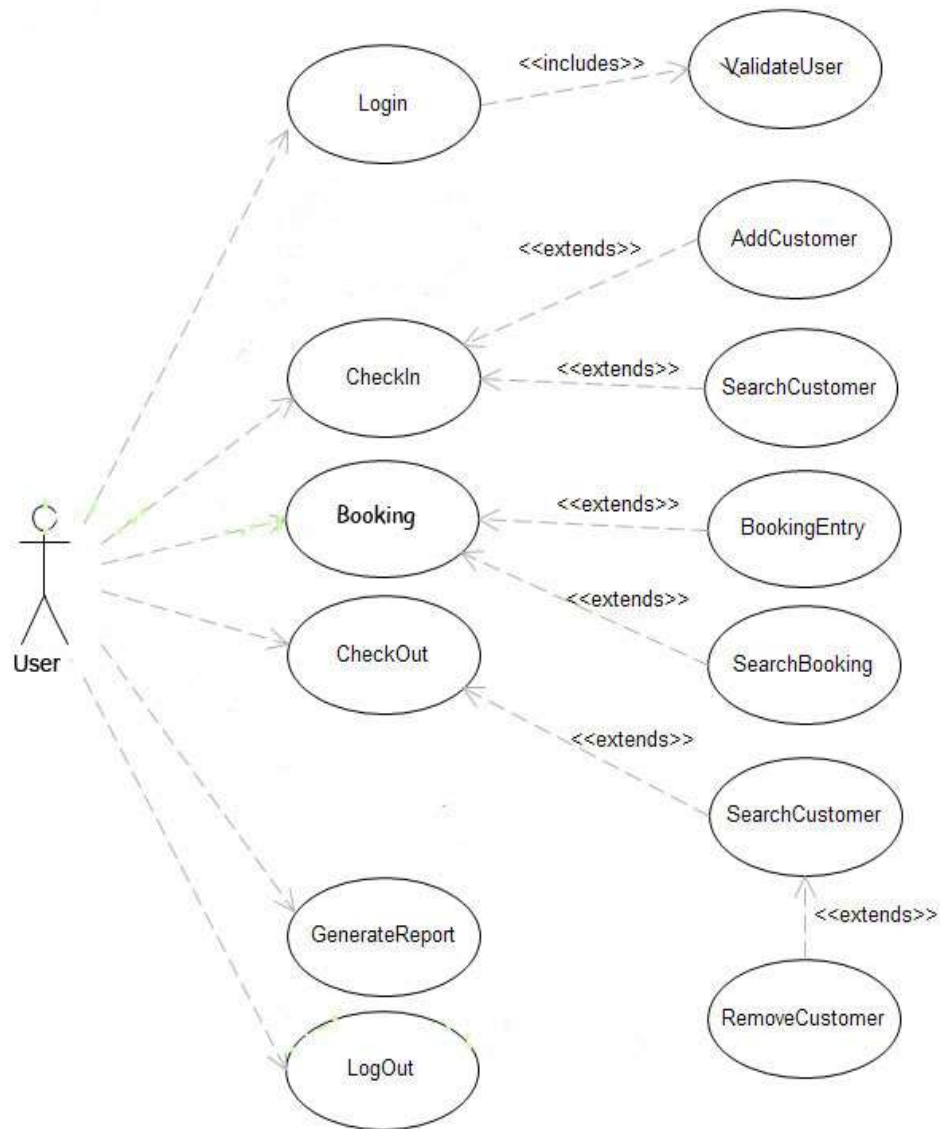 <<includes>>
ValidateUser
Login
<<extends>>
AddCustomer
CheckIn
<<extends>>
SearchCustomer
Booking
<<extends>>
BookingEntry
<<extends>>
User
CheckOut
SearchBooking
<<extends>>
SearchCustomer
<<extends>>
GenerateReport
RemoveCustomer
LogOut